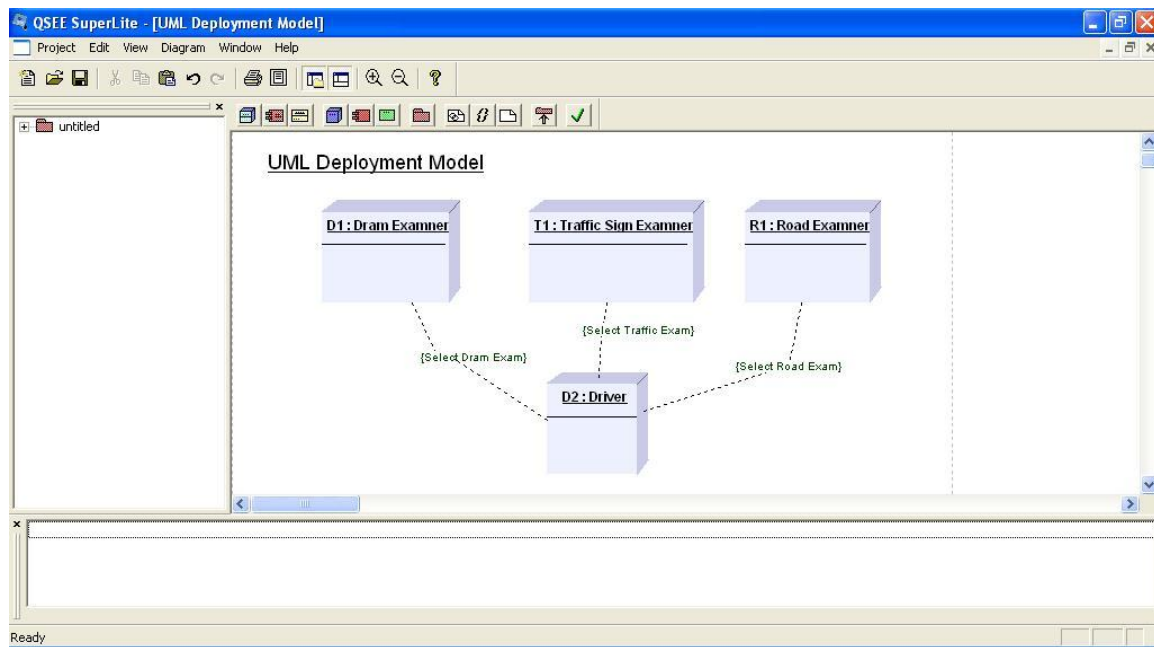 QSEE SuperLite - [UML Deployment Model]
Project Edit View Diagram Window Help
untitled
UML Deployment Model
D1 : Dram Examner
T1 : Traffic Sign Examner
R1 : Road Examner
{Select Traffic Exam}
{Select Dram Exam}
{Select Road Exam}
D2 : Driver
Ready